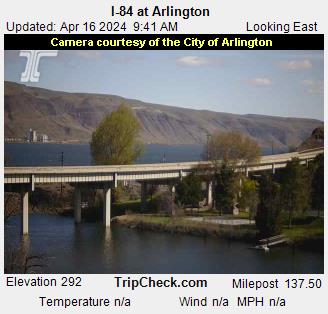 I-84 at Arlington
Updated: Apr 16 2024 9:41 AM Looking East
Camera courtesy of the City of Arlington
Elevation 292 TripCheck.com Milepost 137.50
Temperature n/a Wind n/a MPH n/a